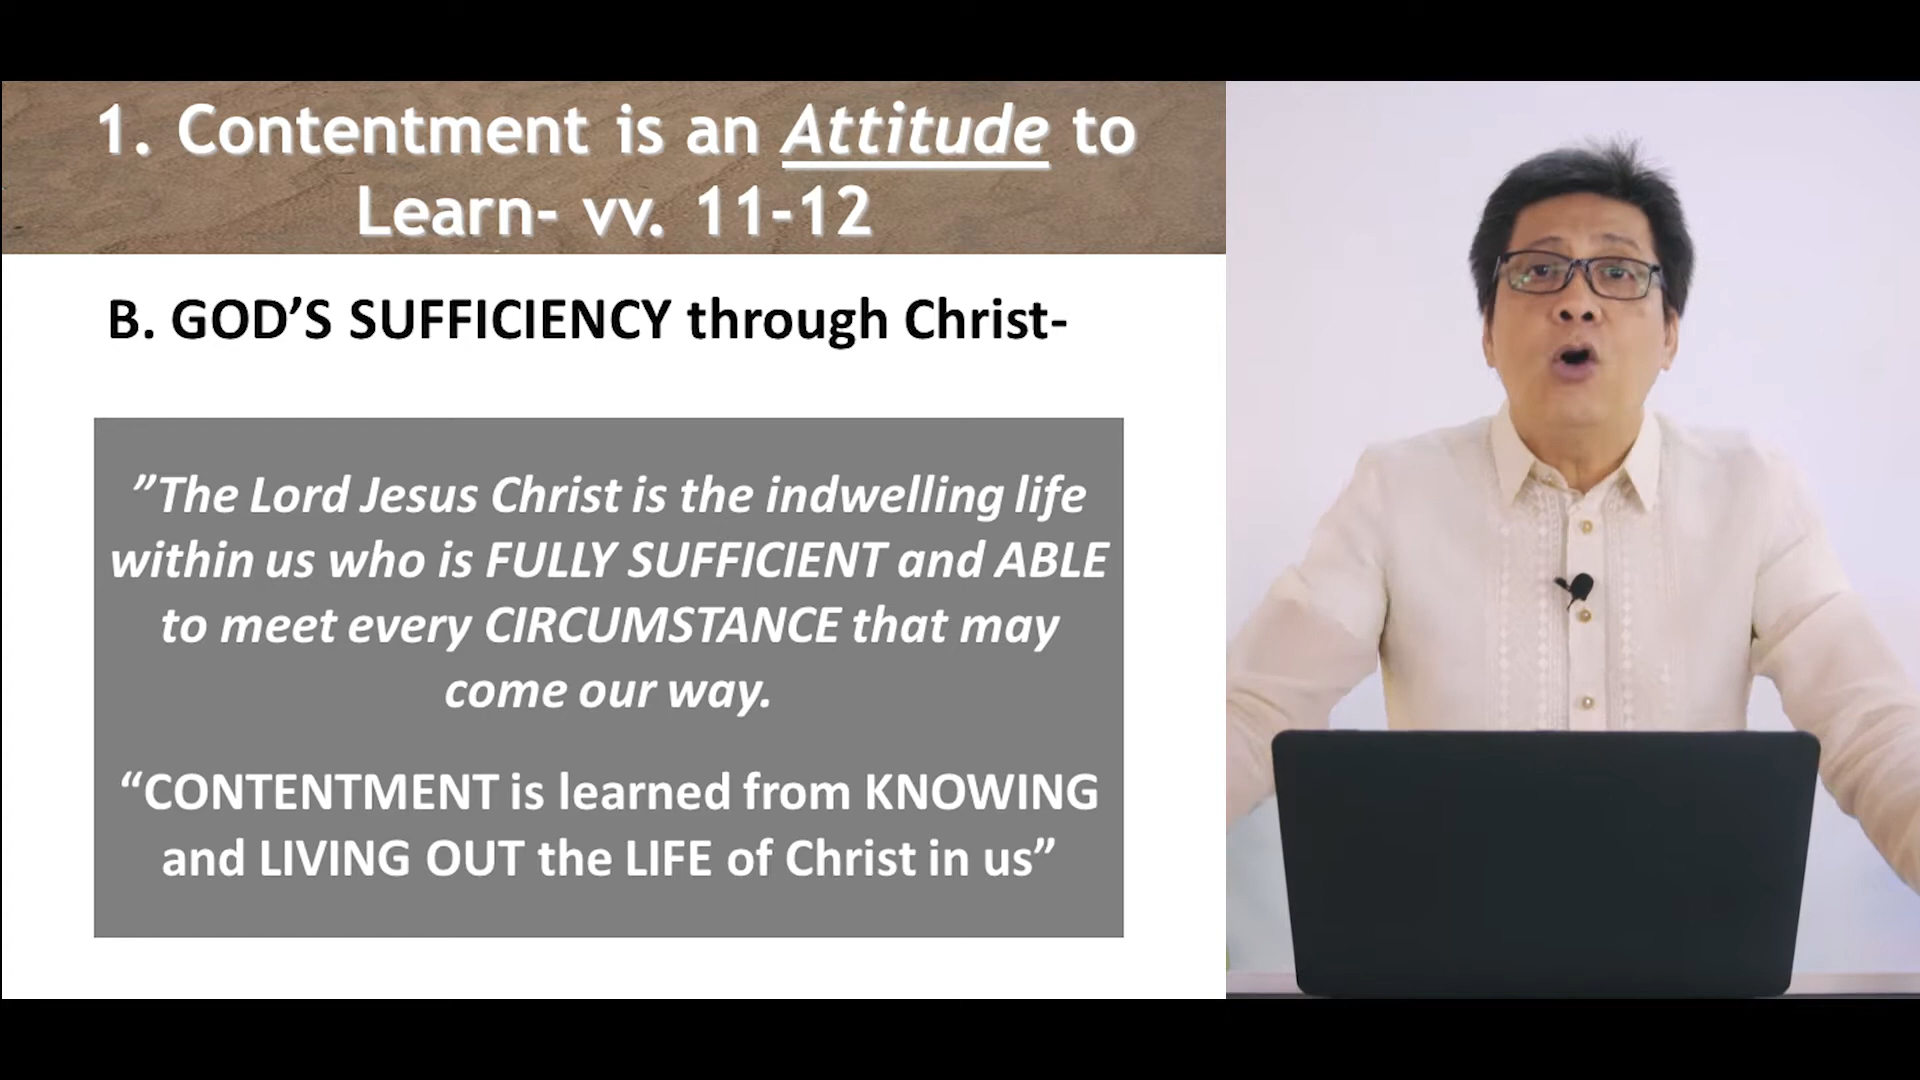 1. Contentment is an Attitude to
Learn- vv. 11-12
B. GOD’S SUFFICIENCY through Christ-
”The Lord Jesus Christ is the indwelling life
within us who is FULLY SUFFICIENT and ABLE
to meet every CIRCUMSTANCE that may
come our way.
“CONTENTMENT is learned from KNOWING
and LIVING OUT the LIFE of Christ in us”